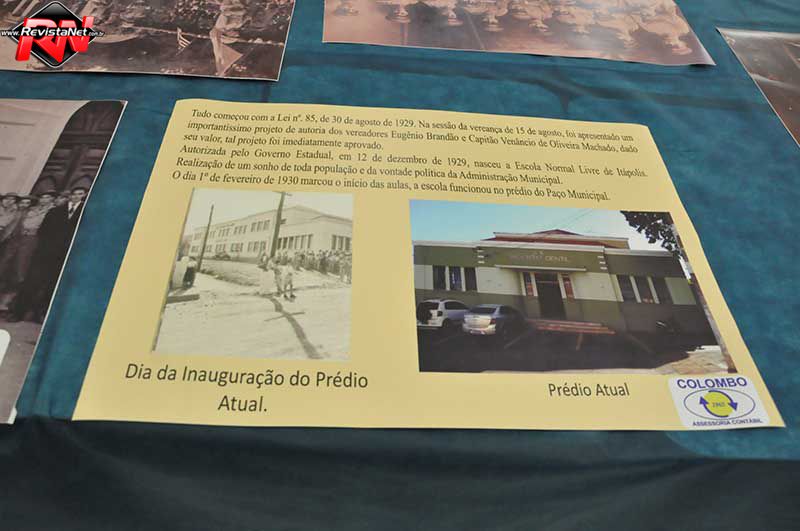 www.RevistaNet.com.br
RN
Tudo começou com a Lei nº. 85, de 30 de agosto de 1929. Na sessão da vereança de 15 de agosto, foi apresentado um
importantíssimo projeto de autoria dos vereadores Eugênio Brandão e Capitão Venâncio de Oliveira Machado, dado
seu valor, tal projeto foi imediatamente aprovado.
Autorizada pelo Governo Estadual, em 12 de dezembro de 1929, nasceu a Escola Normal Livre de Itápolis.
Realização de um sonho de toda população e da vontade política da Administração Municipal.
O dia 1º de fevereiro de 1930 marcou o início das aulas, a escola funcionou no prédio do Paço Municipal.
Dia da Inauguração do Prédio
Atual.
Prédio Atual
COLOMBO
ASSESSORIA CONTÁBIL